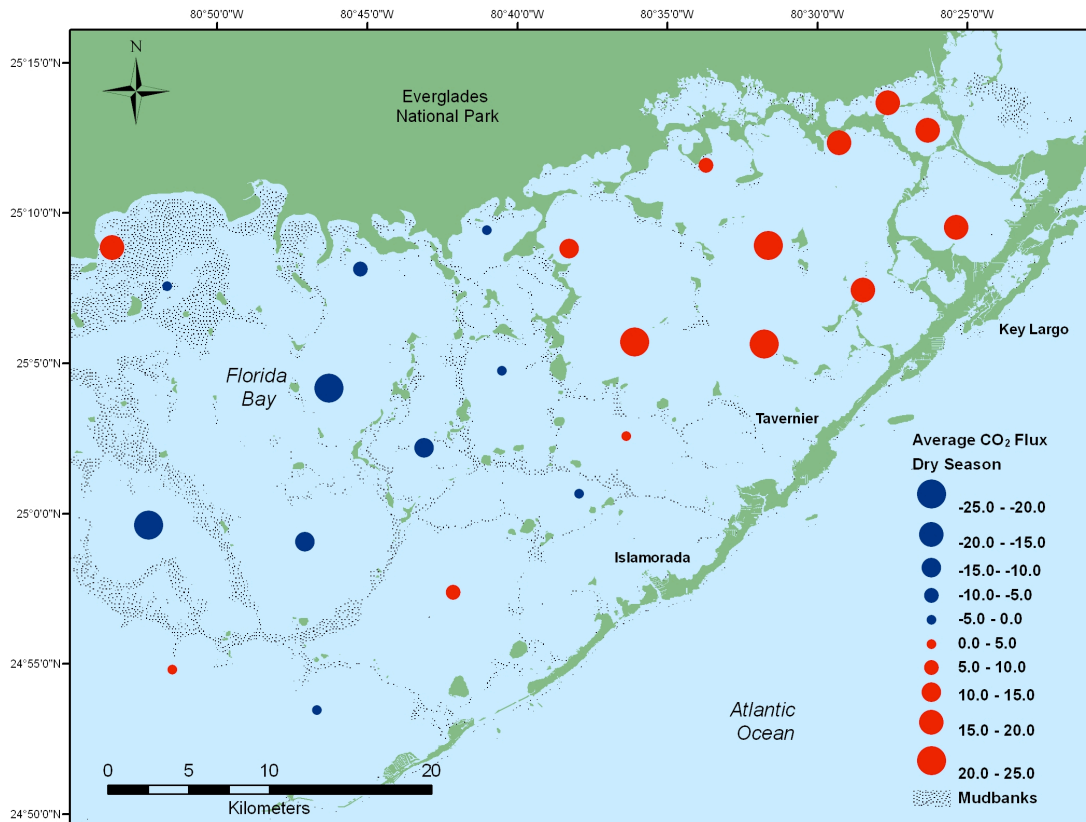 80°50'0"W 80°45'0"W 80°40'0"W 80°35'0"W 80°30'0"W 80°25'0"W
25°15'0"N
25°10'0"N
25°5'0"N
25°0'0"N
24°55'0"N
24°50'0"N
N
Everglades
National Park
Florida
Bay
Key Largo
Tavernier
Islamorada
Atlantic
Ocean
0 5 10 20
Kilometers
Average CO₂ Flux
Dry Season
-25.0 - -20.0
-20.0 - -15.0
-15.0- -10.0
-10.0- -5.0
-5.0 - 0.0
0.0 - 5.0
5.0 - 10.0
10.0 - 15.0
15.0 - 20.0
20.0 - 25.0
Mudbanks